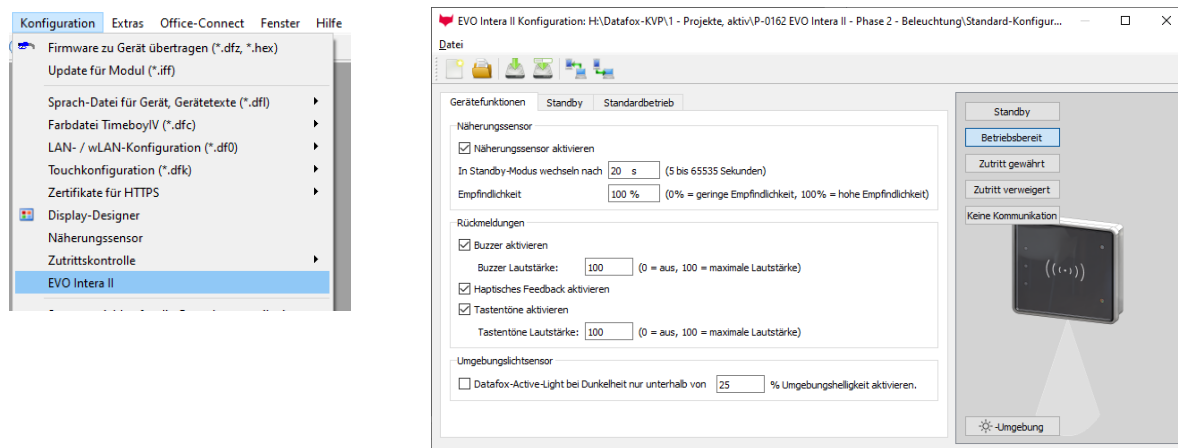 Konfiguration Extras Office-Connect Fenster Hilfe
Firmware zu Gerät übertragen (*.dfz, *.hex)
Update für Modul (*.iff)
Sprach-Datei für Gerät, Gerätetexte (*.dfl)
Farbdatei TimeboyIV (*.dfc)
LAN- / wLAN-Konfiguration (*.df0)
Touchkonfiguration (*.dfk)
Zertifikate für HTTPS
Display-Designer
Näherungssensor
Zutrittskontrolle
EVO Intera II
EVO Intera II Konfiguration: H:\Datafox-KVP\1 - Projekte, aktiv\P-0162 EVO Intera II - Phase 2 - Beleuchtung\Standard-Konfigur...
Datei
Gerätefunktionen Standby Standardbetrieb
Näherungssensor
Näherungssensor aktivieren
In Standby-Modus wechseln nach 20 s (5 bis 65535 Sekunden)
Empfindlichkeit 100 % (0% = geringe Empfindlichkeit, 100% = hohe Empfindlichkeit)
Rückmeldungen
Buzzer aktivieren
Buzzer Lautstärke: 100 (0 = aus, 100 = maximale Lautstärke)
Haptisches Feedback aktivieren
Tastentöne aktivieren
Tastentöne Lautstärke: 100 (0 = aus, 100 = maximale Lautstärke)
Umgebungslichtsensor
Datafox-Active-Light bei Dunkelheit nur unterhalb von 25 % Umgebungshelligkeit aktivieren.
Standby
Betriebsbereit
Zutritt gewährt
Zutritt verweigert
Keine Kommunikation
-Umgebung